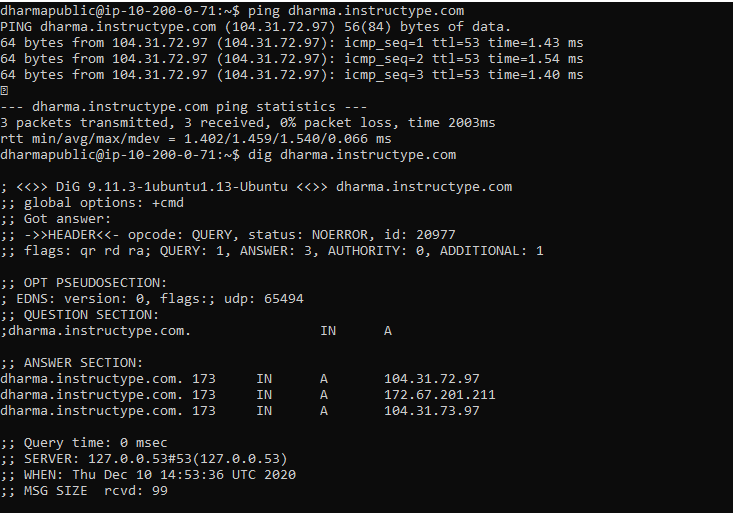 dharmapublic@ip-10-200-0-71:~$ ping dharma.instructype.com
PING dharma.instructype.com (104.31.72.97) 56(84) bytes of data.
64 bytes from 104.31.72.97 (104.31.72.97): icmp_seq=1 ttl=53 time=1.43 ms
64 bytes from 104.31.72.97 (104.31.72.97): icmp_seq=2 ttl=53 time=1.54 ms
64 bytes from 104.31.72.97 (104.31.72.97): icmp_seq=3 ttl=53 time=1.40 ms
--- dharma.instructype.com ping statistics ---
3 packets transmitted, 3 received, 0% packet loss, time 2003ms
rtt min/avg/max/mdev = 1.402/1.459/1.540/0.066 ms
dharmapublic@ip-10-200-0-71:~$ dig dharma.instructype.com
; <<>> DiG 9.11.3-1ubuntu1.13-Ubuntu <<>> dharma.instructype.com
;; global options: +cmd
;; Got answer:
;; ->>HEADER<<- opcode: QUERY, status: NOERROR, id: 20977
;; flags: qr rd ra; QUERY: 1, ANSWER: 3, AUTHORITY: 0, ADDITIONAL: 1
;; OPT PSEUDOSECTION:
; EDNS: version: 0, flags:; udp: 65494
;; QUESTION SECTION:
;dharma.instructype.com. IN A
;; ANSWER SECTION:
dharma.instructype.com. 173 IN A 104.31.72.97
dharma.instructype.com. 173 IN A 172.67.201.211
dharma.instructype.com. 173 IN A 104.31.73.97
;; Query time: 0 msec
;; SERVER: 127.0.0.53#53(127.0.0.53)
;; WHEN: Thu Dec 10 14:53:36 UTC 2020
;; MSG SIZE rcvd: 99